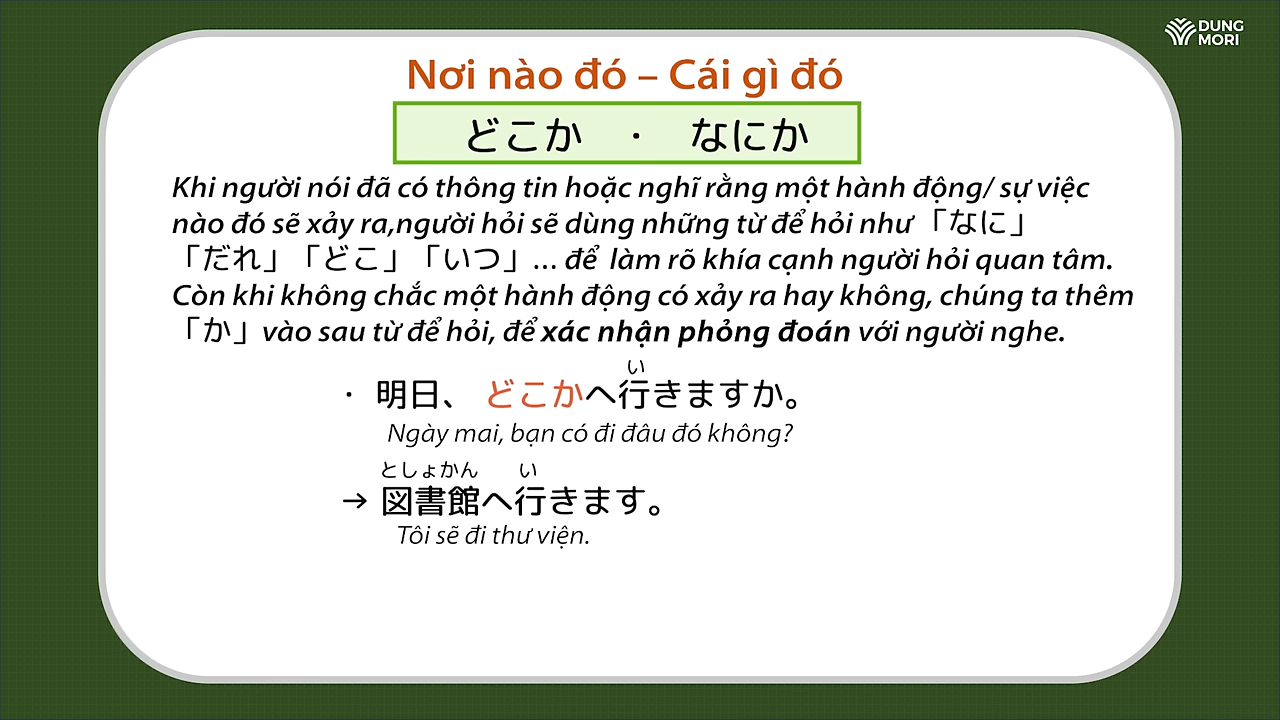 DUNG
MORI
Nơi nào đó – Cái gì đó
どこか ・ なにか
Khi người nói đã có thông tin hoặc nghĩ rằng một hành động/ sự việc
nào đó sẽ xảy ra,người hỏi sẽ dùng những từ để hỏi như「なに」
「だれ」「どこ」「いつ」... để làm rõ khía cạnh người hỏi quan tâm.
Còn khi không chắc một hành động có xảy ra hay không, chúng ta thêm
「か」vào sau từ để hỏi, để xác nhận phỏng đoán với người nghe.
い
・ 明日、 どこかへ行きますか。
Ngày mai, bạn có đi đâu đó không?
としょかん い
→ 図書館へ行きます。
Tôi sẽ đi thư viện.